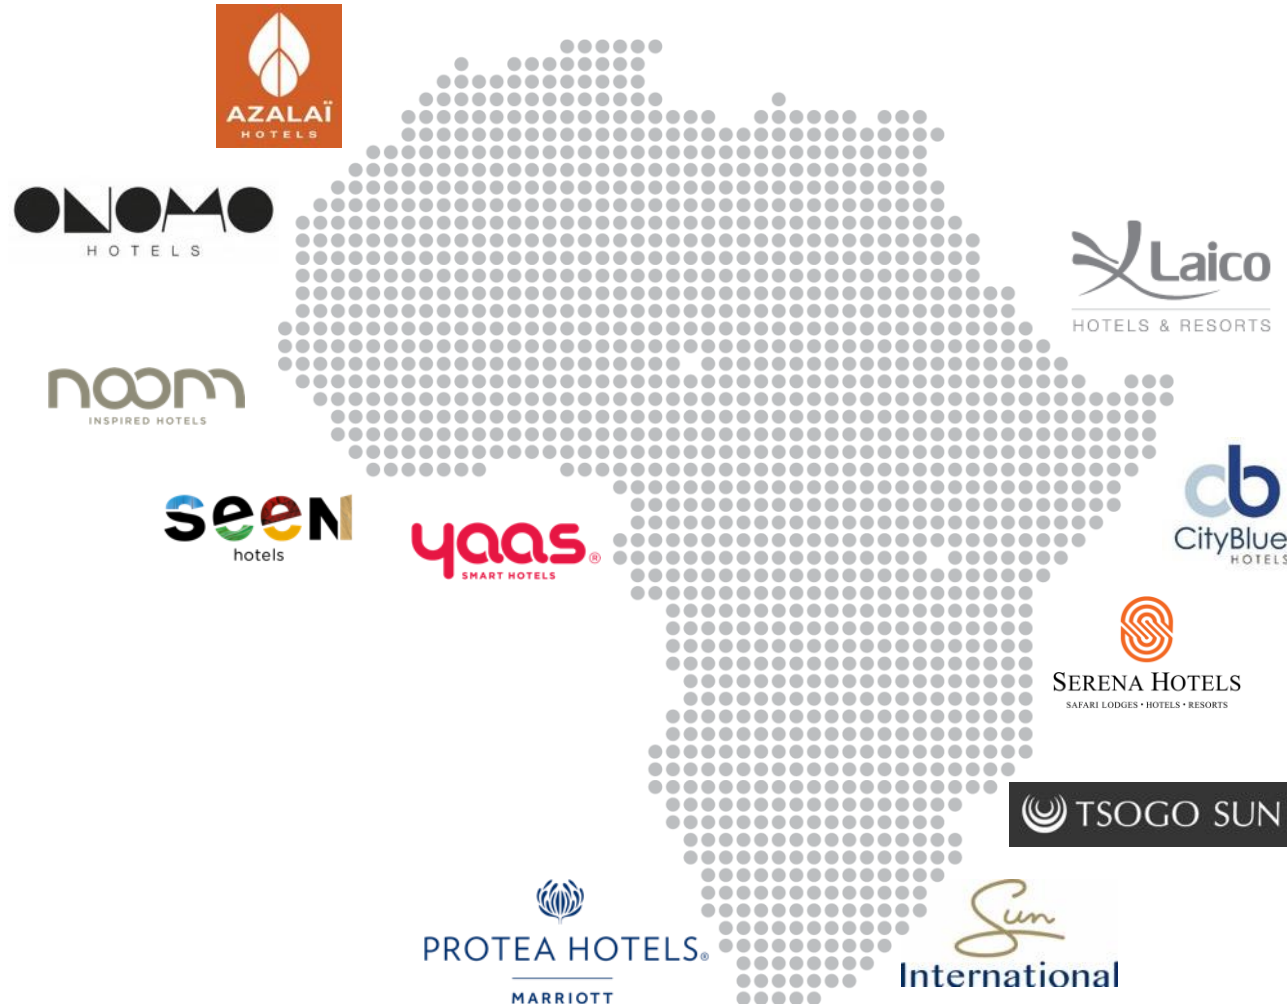 AZALAÏ
HOTELS
ONOMO
HOTELS
Laico
HOTELS & RESORTS
noom
INSPIRED HOTELS
cb
CityBlue
HOTELS
seeN
hotels
yaas®
SMART HOTELS
SERENA HOTELS
SAFARI LODGES • HOTELS • RESORTS
TSOGO SUN
PROTEA HOTELS®
MARRIOTT
Sun
International